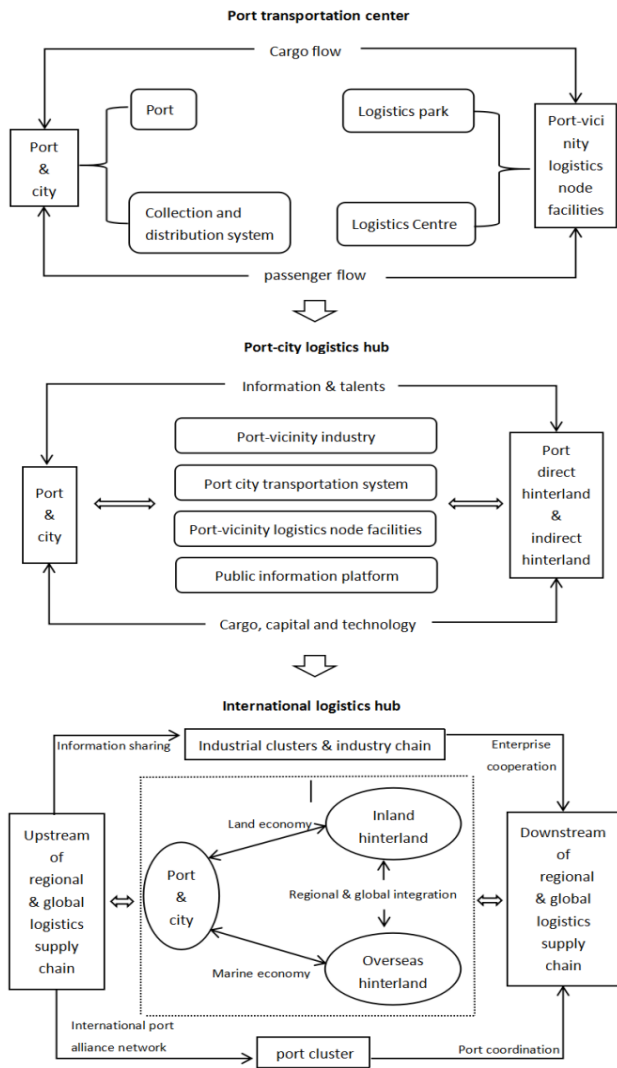 Port transportation center
Cargo flow
Port
Logistics park
Port
&
city
Port-vici
nity
logistics
node
facilities
Collection and
distribution system
Logistics Centre
passenger flow
Port-city logistics hub
Information & talents
Port-vicinity industry
Port city transportation system
Port-vicinity logistics node facilities
Public information platform
Port
&
city
Port
direct
hinterland
&
indirect
hinterland
Cargo, capital and technology
International logistics hub
Information sharing
Industrial clusters & industry chain
Enterprise
cooperation
Upstream
of
regional
& global
logistics
supply
chain
Land economy
Inland
hinterland
Port
&
city
Regional & global integration
Marine economy
Overseas
hinterland
Downstream
of
regional
& global
logistics
supply
chain
International port
alliance network
port cluster
Port coordination